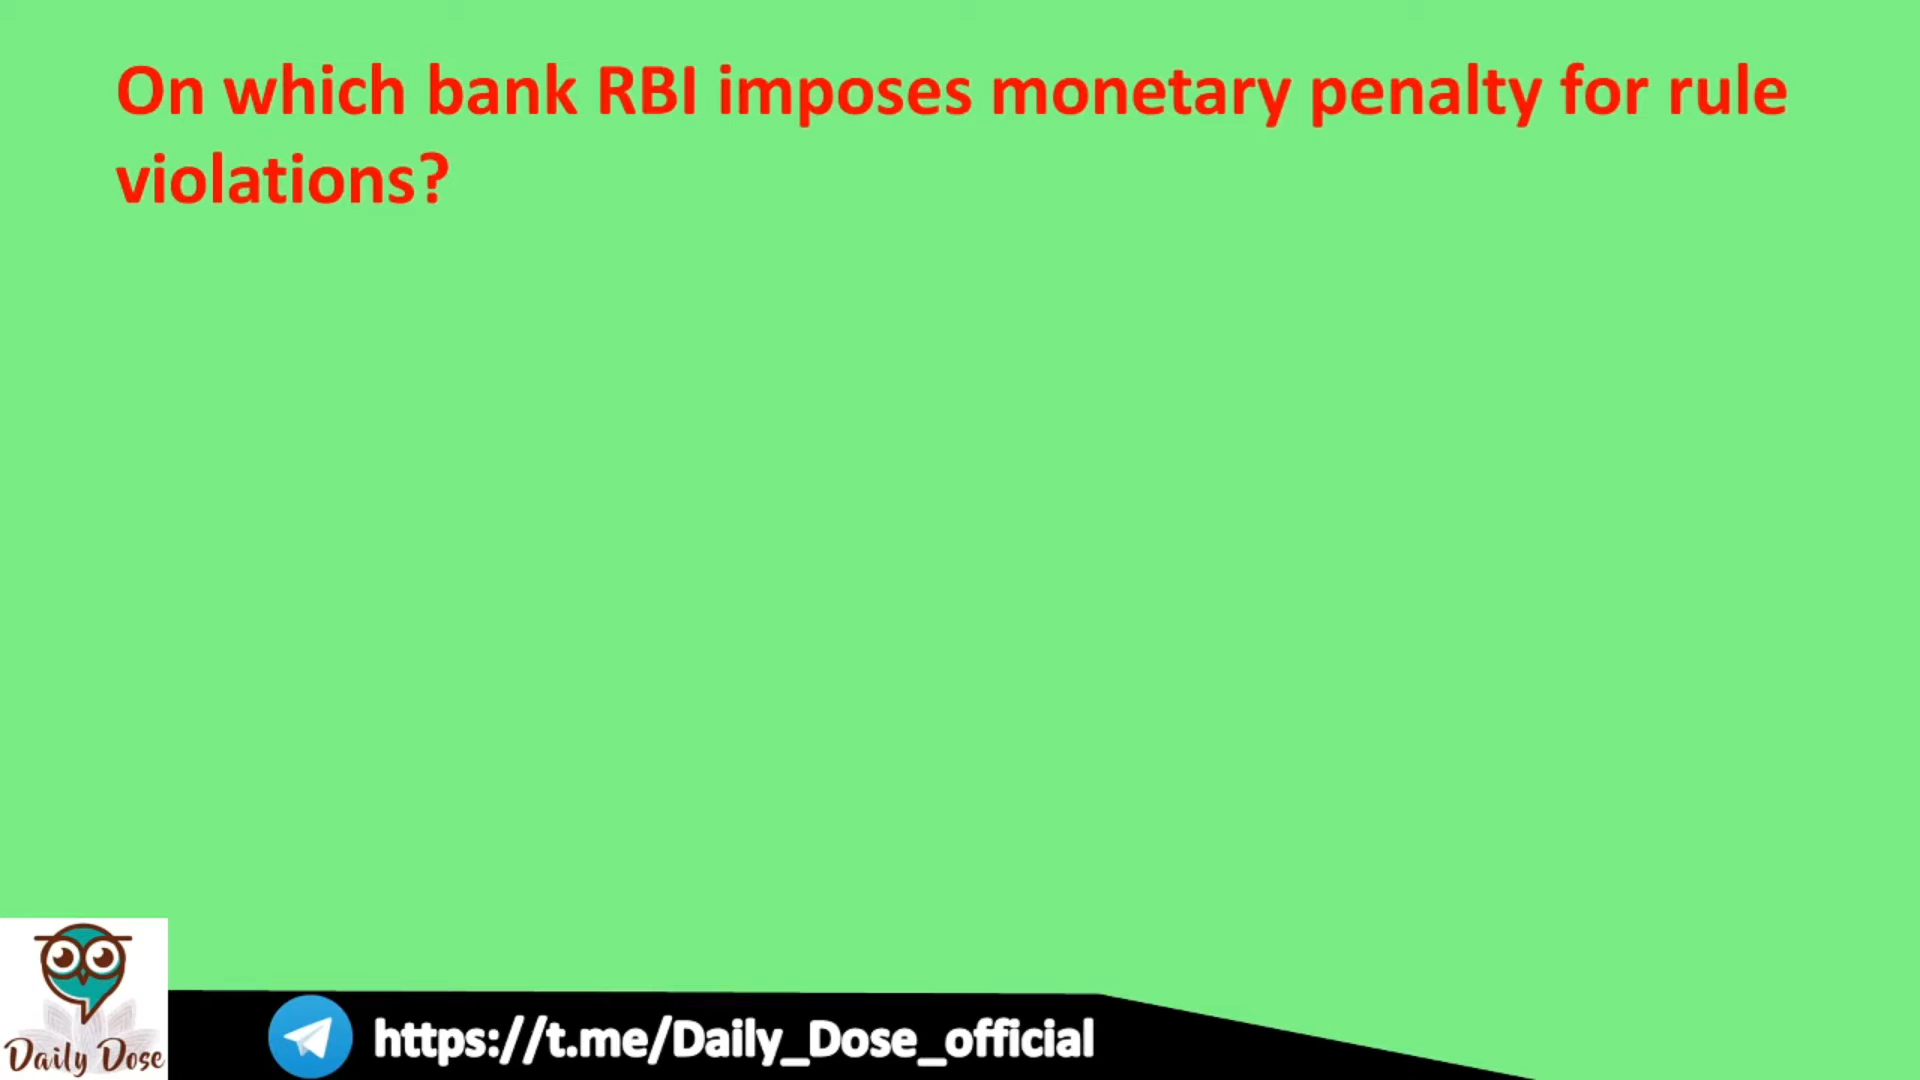 On which bank RBI imposes monetary penalty for rule
violations?
Daily Dose
https://t.me/Daily_Dose_official